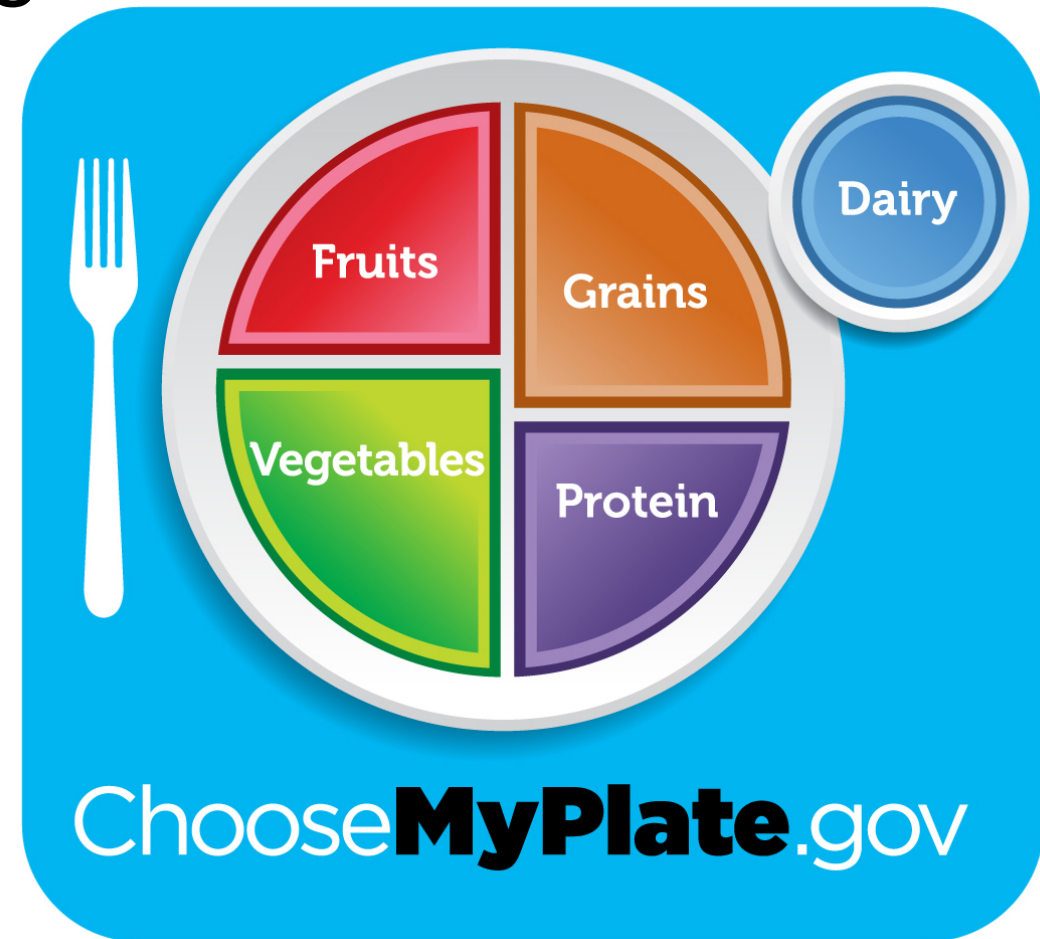 Dairy
Fruits
Grains
Vegetables
Protein
ChooseMyPlate.gov